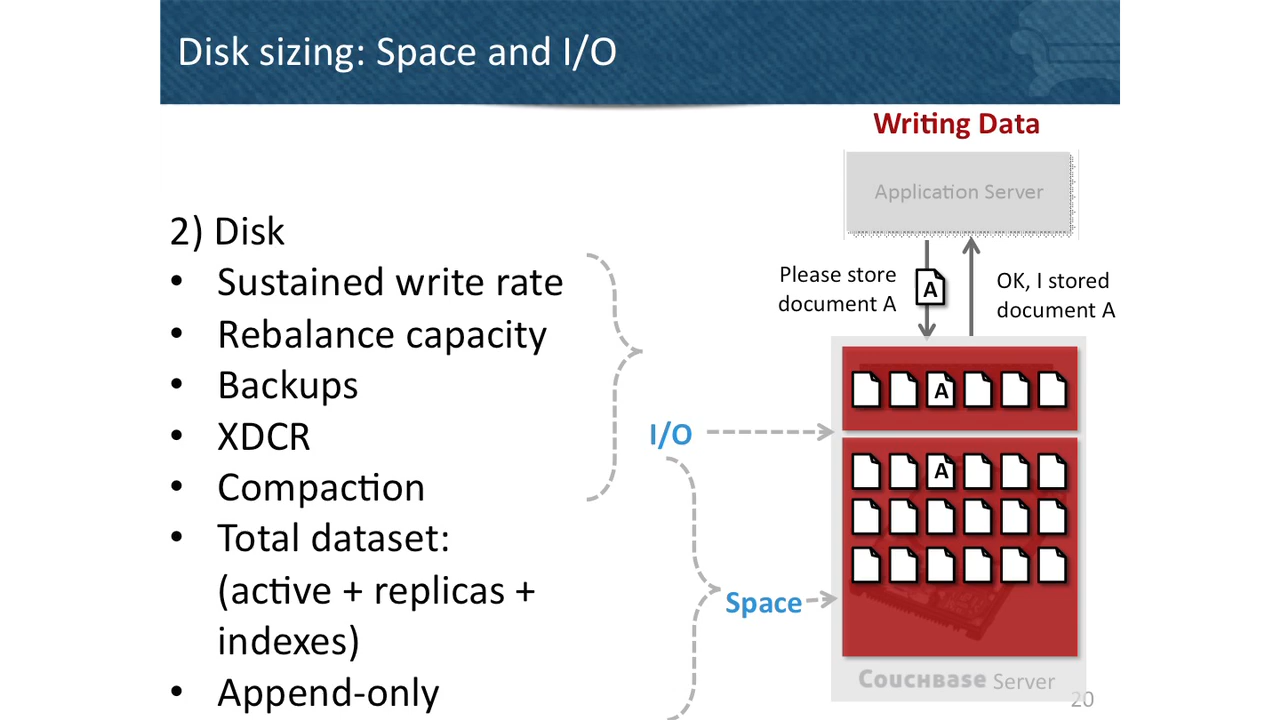 Disk sizing: Space and I/O
Writing Data
Application Server
2) Disk
• Sustained write rate
• Rebalance capacity
• Backups
• XDCR
• Compaction
• Total dataset:
(active + replicas +
indexes)
• Append-only
Please store
document A
A
OK, I stored
document A
A
I/O
A
Space
COUCHBASE Server
20